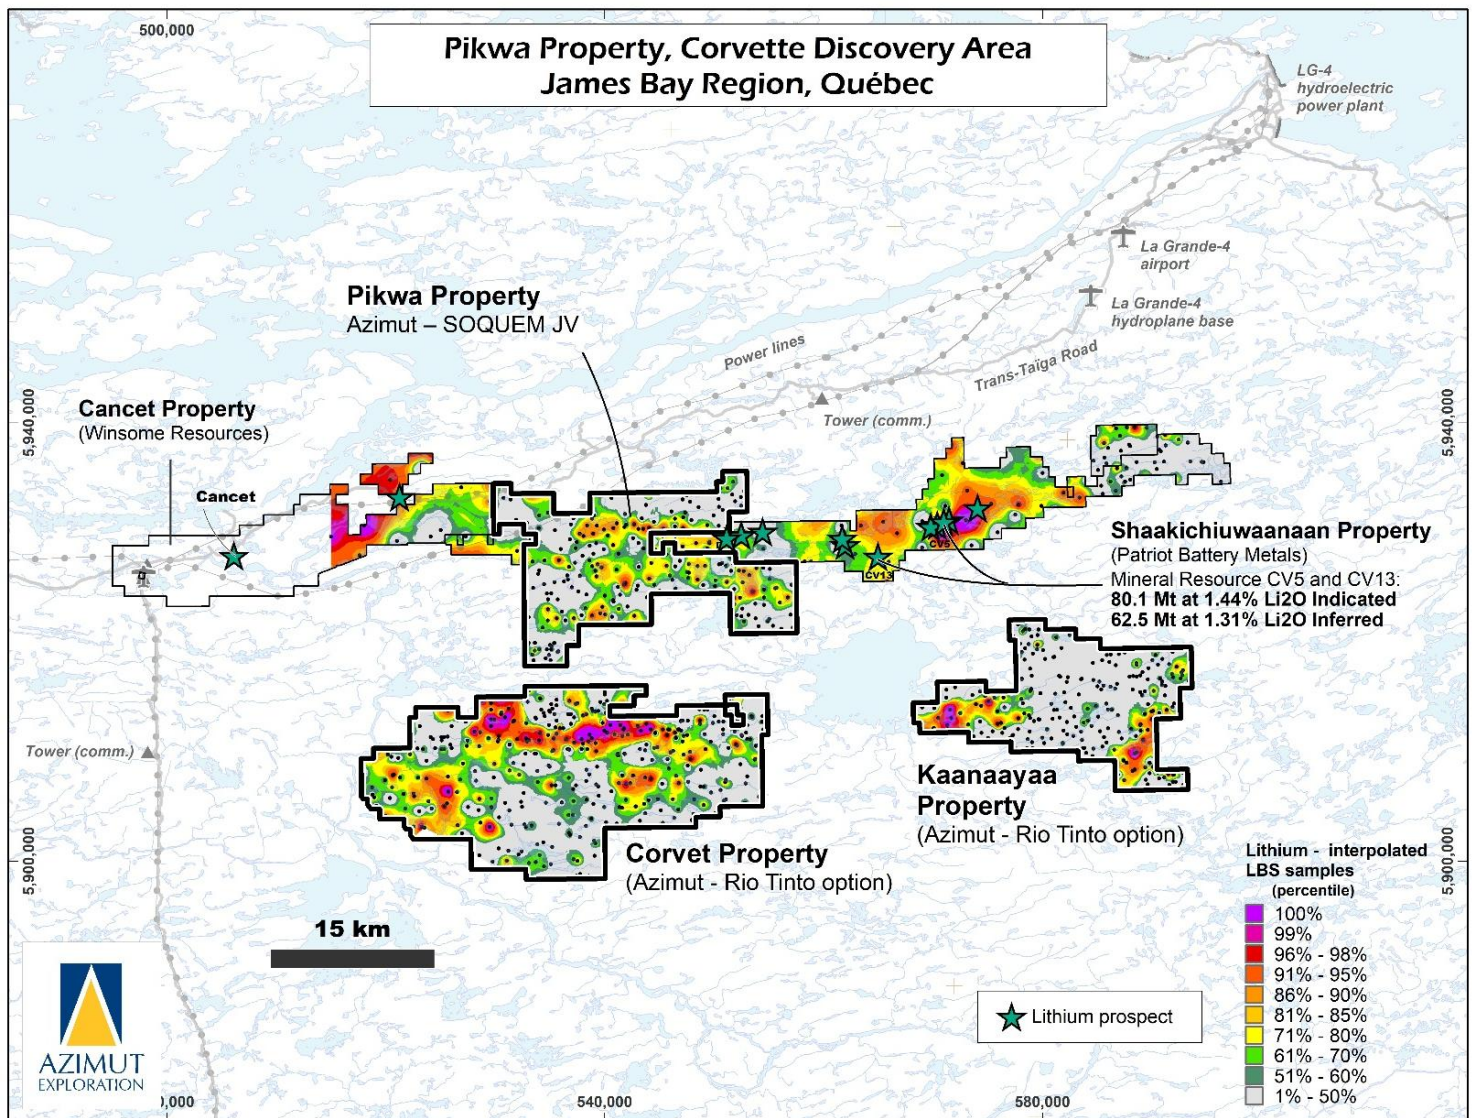 500,000
Pikwa Property, Corvette Discovery Area
James Bay Region, Québec
LG-4
hydroelectric
power plant
La Grande-4
airport
La Grande-4
hydroplane base
Pikwa Property
Azimut – SOQUEM JV
Power lines
Trans-Taïga Road
Tower (comm.)
5,940,000
5,940,000
Cancet Property
(Winsome Resources)
Cancet
CV5
CV13
Shaakichiuwaanaan Property
(Patriot Battery Metals)
Mineral Resource CV5 and CV13:
80.1 Mt at 1.44% Li2O Indicated
62.5 Mt at 1.31% Li2O Inferred
Tower (comm.)
Kaanaayaa
Property
(Azimut - Rio Tinto option)
Corvet Property
(Azimut - Rio Tinto option)
5,900,000
5,900,000
15 km
Lithium - interpolated
LBS samples
(percentile)
100%
99%
96% - 98%
91% - 95%
86% - 90%
81% - 85%
71% - 80%
61% - 70%
51% - 60%
1% - 50%
Lithium prospect
AZIMUT
EXPLORATION
0,000
540,000
580,000